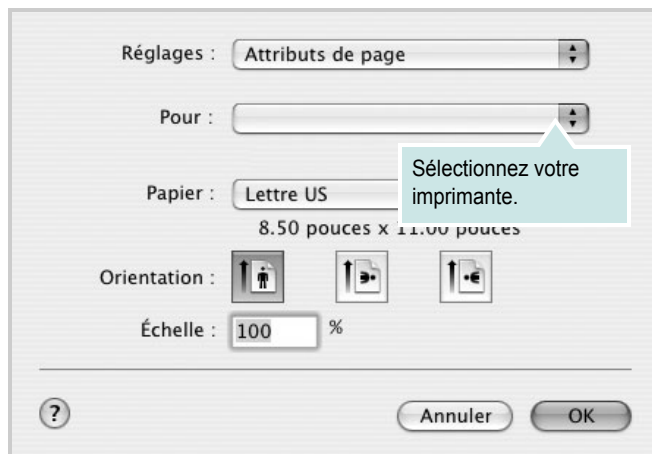 Réglages : Attributs de page
Pour :
Sélectionnez votre
imprimante.
Papier : Lettre US
8.50 pouces x 11.00 pouces
Orientation :
Échelle : 100 %
?
Annuler OK